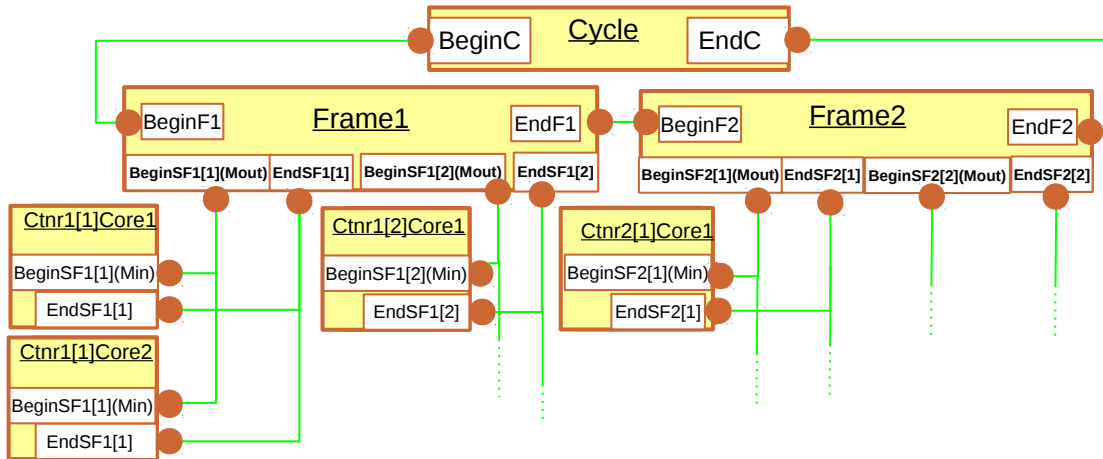 BeginC Cycle EndC
BeginF1 Frame1 EndF1
BeginSF1[1](Mout) EndSF1[1] BeginSF1[2](Mout) EndSF1[2]
BeginF2 Frame2 EndF2
BeginSF2[1](Mout) EndSF2[1] BeginSF2[2](Mout) EndSF2[2]
Ctnr1[1]Core1
BeginSF1[1](Min)
EndSF1[1]
Ctnr1[2]Core1
BeginSF1[2](Min)
EndSF1[2]
Ctnr2[1]Core1
BeginSF2[1](Min)
EndSF2[1]
Ctnr1[1]Core2
BeginSF1[1](Min)
EndSF1[1]